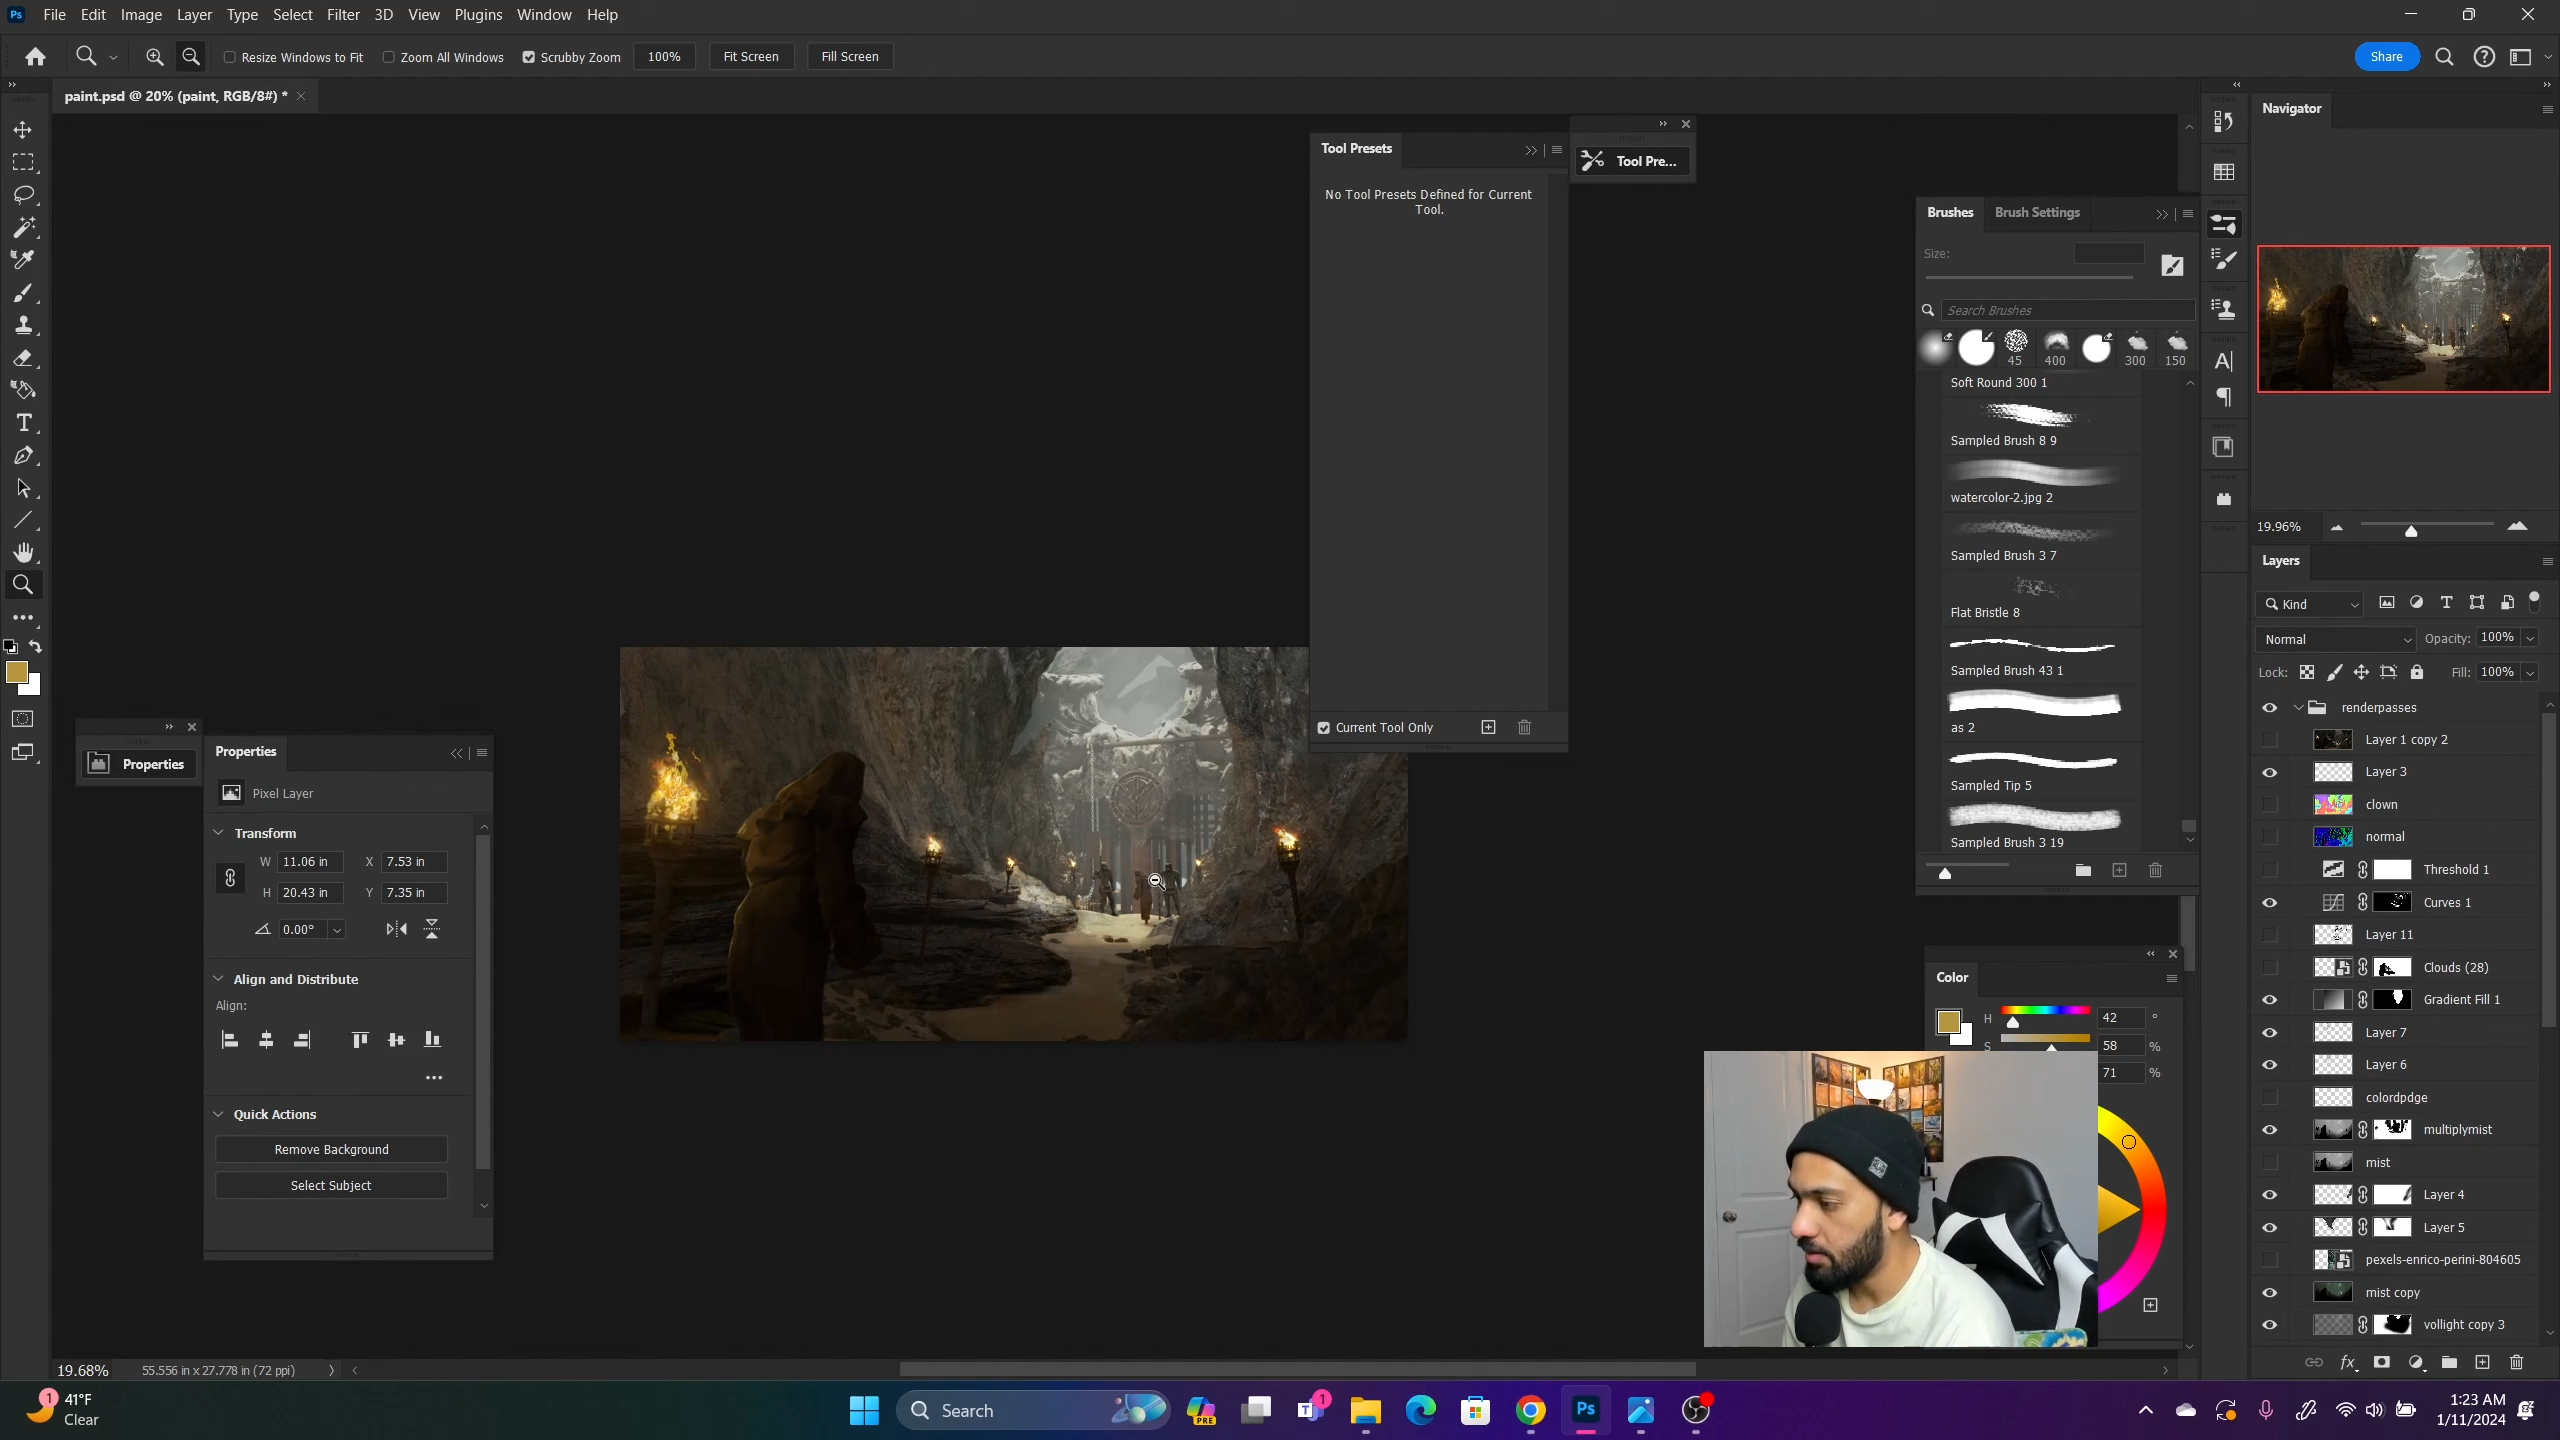 Ps File Edit Image Layer Type Select Filter 3D View Plugins Window Help
Resize Windows to Fit Zoom All Windows Scrubby Zoom 100% Fit Screen Fill Screen Share
paint.psd @ 20% (paint, RGB/8#) *
Navigator
Tool Presets
Tool Pre...
No Tool Presets Defined for Current
Tool.
Brushes Brush Settings
Size:
Search Brushes
45 400 300 150
Soft Round 300 1
Sampled Brush 8 9
watercolor-2.jpg 2
Sampled Brush 3 7
Flat Bristle 8
Sampled Brush 43 1
as 2
Sampled Tip 5
Sampled Brush 3 19
Current Tool Only
19.96%
Layers
Kind
Normal Opacity: 100%
Lock: Fill: 100%
renderpasses
Layer 1 copy 2
Layer 3
clown
normal
Threshold 1
Curves 1
Layer 11
Clouds (28)
Gradient Fill 1
Layer 7
Layer 6
colordpdge
multiplymist
mist
Layer 4
Layer 5
pexels-enrico-perini-804605
mist copy
vollight copy 3
Properties
Properties
Pixel Layer
Transform
W 11.06 in X 7.53 in
H 20.43 in Y 7.35 in
0.00°
Align and Distribute
Align:
Quick Actions
Remove Background
Select Subject
Color
H 42 °
S 58 %
71 %
19.68% 55.556 in x 27.778 in (72 ppi)
1
41°F
Clear
Search
PRE
1
Ps
1:23 AM
1/11/2024